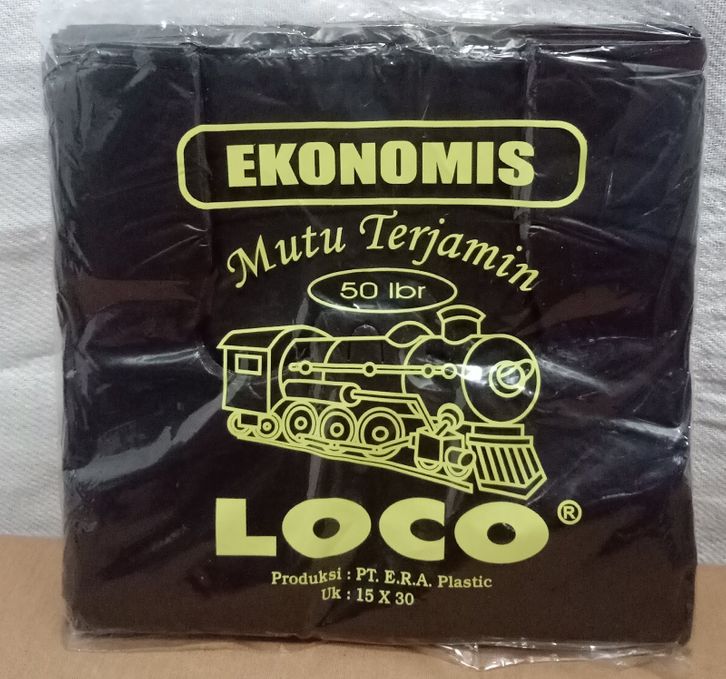 EKONOMIS
Mutu Terjamin
50 lbr
LOCO®
Produksi : PT. E.R.A. Plastic
Uk : 15 X 30